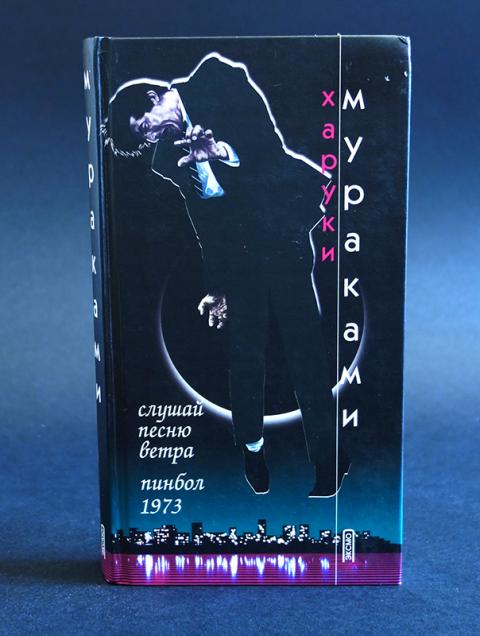 мураками
харуки
мураками
слушай
песню
ветра
пинбол
1973
ЭКСМО